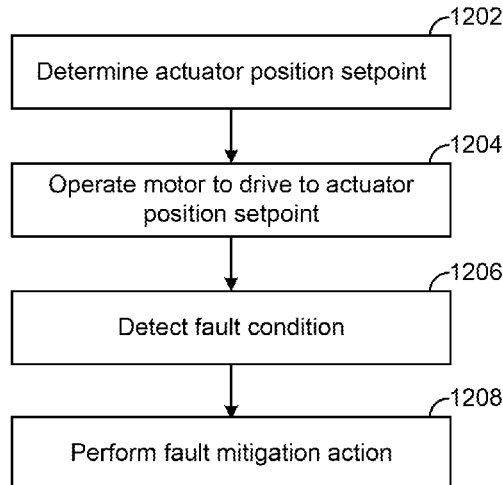 1202
Determine actuator position setpoint
1204
Operate motor to drive to actuator
position setpoint
1206
Detect fault condition
1208
Perform fault mitigation action